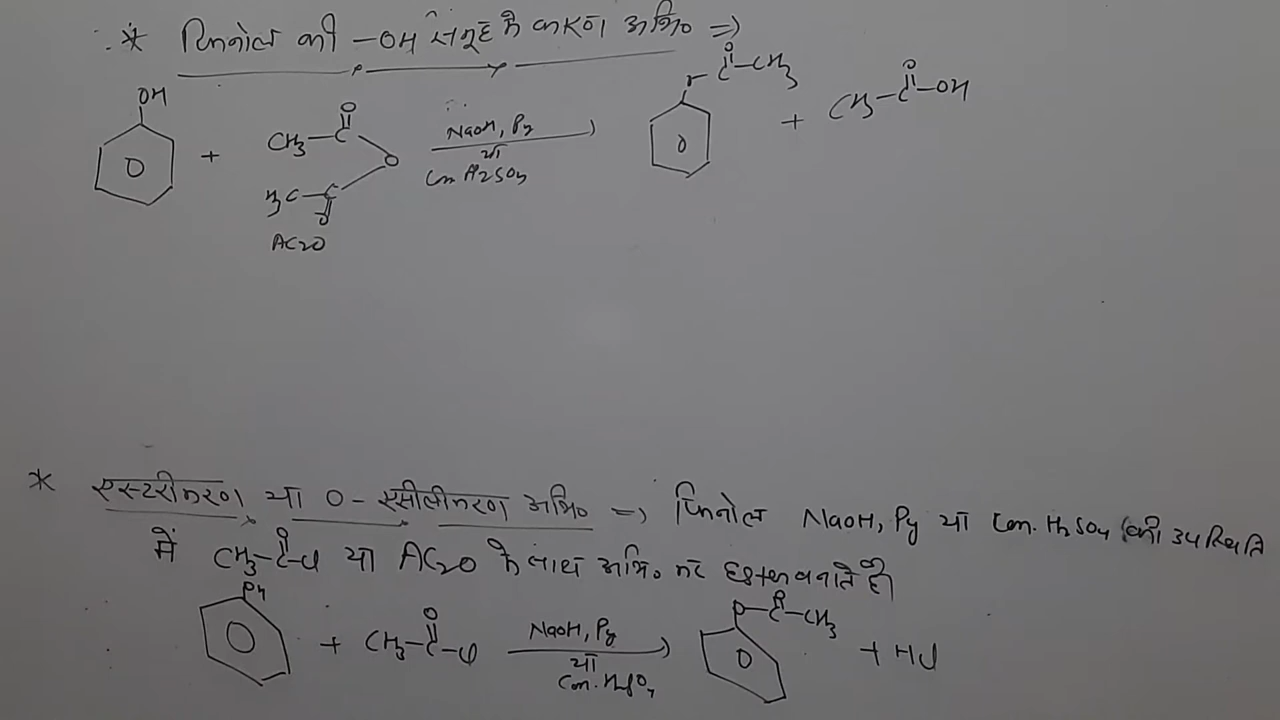 * फिनोल की -OH समूह के कारण अभि० =>
OH
+ CH3-C(=O)-O-C(=O)-CH3
NaOH, Py
या
Con H2SO4
O-C(=O)-CH3
+ CH3-C(=O)-OH
AC2O
* एस्टरीकरण या O-एसीलीकरण अभि० => फिनोल NaOH, Py या Con. H2SO4 की उपस्थिति
में CH3-C(=O)-Cl या AC2O के साथ अभि० कर बनाते है।
OH
+ CH3-C(=O)-Cl
NaOH, Py
या
Con. H2SO4
O-C(=O)-CH3
+ HCl